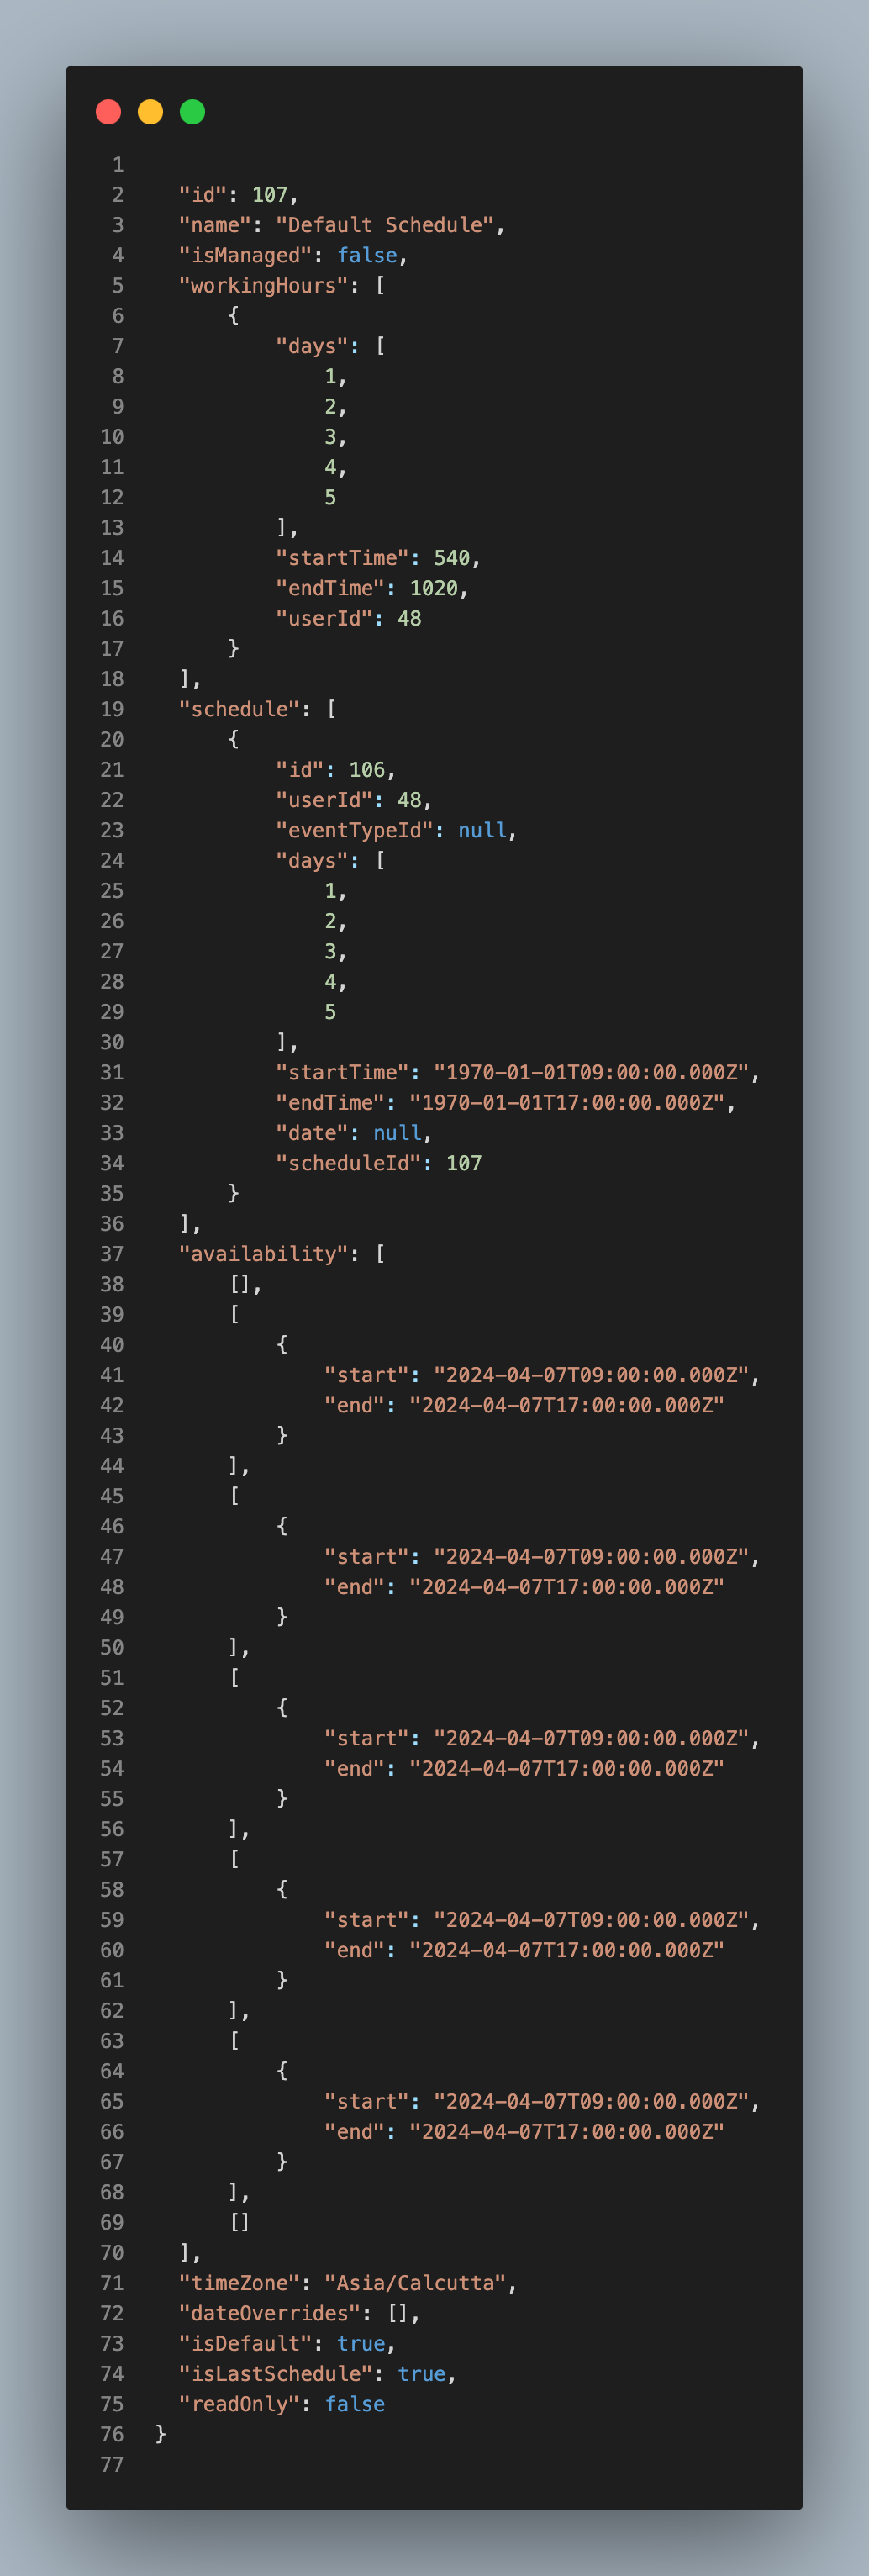 1
2 "id": 107,
3 "name": "Default Schedule",
4 "isManaged": false,
5 "workingHours": [
6 {
7 "days": [
8 1,
9 2,
10 3,
11 4,
12 5
13 ],
14 "startTime": 540,
15 "endTime": 1020,
16 "userId": 48
17 }
18 ],
19 "schedule": [
20 {
21 "id": 106,
22 "userId": 48,
23 "eventTypeId": null,
24 "days": [
25 1,
26 2,
27 3,
28 4,
29 5
30 ],
31 "startTime": "1970-01-01T09:00:00.000Z",
32 "endTime": "1970-01-01T17:00:00.000Z",
33 "date": null,
34 "scheduleId": 107
35 }
36 ],
37 "availability": [
38 [],
39 [
40 {
41 "start": "2024-04-07T09:00:00.000Z",
42 "end": "2024-04-07T17:00:00.000Z"
43 }
44 ],
45 [
46 {
47 "start": "2024-04-07T09:00:00.000Z",
48 "end": "2024-04-07T17:00:00.000Z"
49 }
50 ],
51 [
52 {
53 "start": "2024-04-07T09:00:00.000Z",
54 "end": "2024-04-07T17:00:00.000Z"
55 }
56 ],
57 [
58 {
59 "start": "2024-04-07T09:00:00.000Z",
60 "end": "2024-04-07T17:00:00.000Z"
61 }
62 ],
63 [
64 {
65 "start": "2024-04-07T09:00:00.000Z",
66 "end": "2024-04-07T17:00:00.000Z"
67 }
68 ],
69 []
70 ],
71 "timeZone": "Asia/Calcutta",
72 "dateOverrides": [],
73 "isDefault": true,
74 "isLastSchedule": true,
75 "readOnly": false
76 }
77